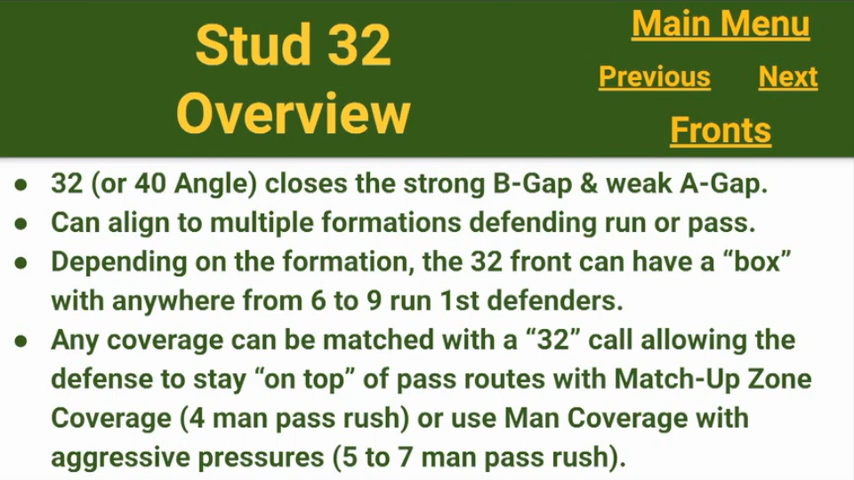 Stud 32
Overview
Main Menu
Previous Next
Fronts
● 32 (or 40 Angle) closes the strong B-Gap & weak A-Gap.
● Can align to multiple formations defending run or pass.
● Depending on the formation, the 32 front can have a “box”
with anywhere from 6 to 9 run 1st defenders.
● Any coverage can be matched with a “32” call allowing the
defense to stay “on top” of pass routes with Match-Up Zone
Coverage (4 man pass rush) or use Man Coverage with
aggressive pressures (5 to 7 man pass rush).